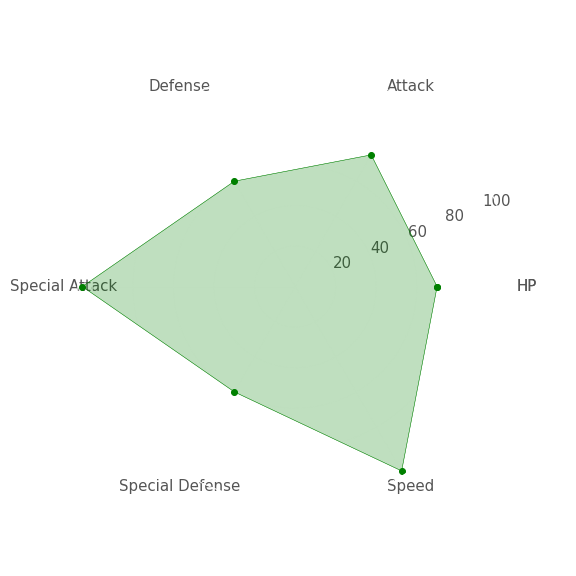 Defense
Attack
100
80
60
40
20
Special Attack
HP
Special Defense
Speed